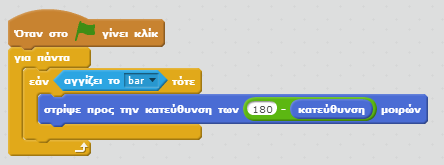 Όταν στο γίνει κλικ
για πάντα
εάν αγγίζει το bar τότε
στρίψε προς την κατεύθυνση των 180 - κατεύθυνση μοιρών